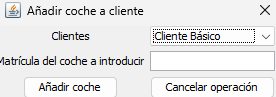 Añadir coche a cliente
Clientes Cliente Básico
Matrícula del coche a introducir
Añadir coche Cancelar operación